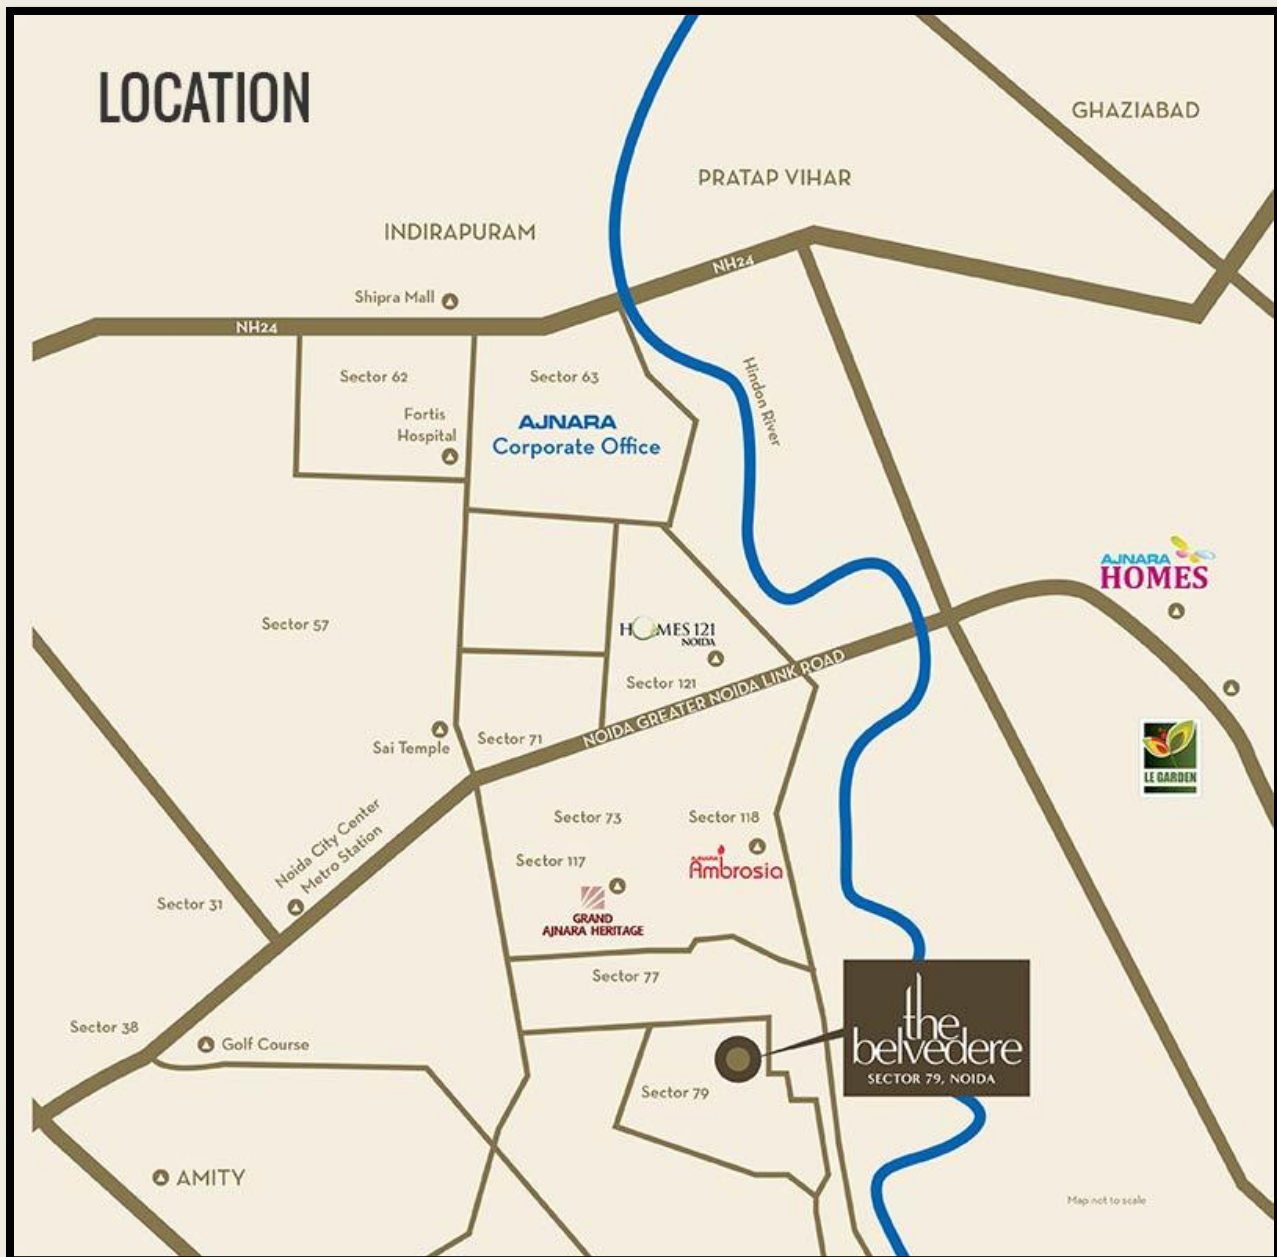 LOCATION
GHAZIABAD
PRATAP VIHAR
INDIRAPURAM
NH24
Shipra Mall
NH24
Sector 62
Sector 63
Fortis
Hospital
AJNARA
Corporate Office
Hindon River
AJNARA
HOMES
Sector 57
HOMES 121
NOIDA
Sector 121
NOIDA GREATER NOIDA LINK ROAD
Sai Temple
Sector 71
LE GARDEN
Noida City Center
Metro Station
Sector 73
Sector 118
Sector 117
AJNARA
Ambrosia
Sector 31
GRAND
AJNARA HERITAGE
Sector 77
Sector 38
Golf Course
the
belvedere
SECTOR 79, NOIDA
Sector 79
AMITY
Map not to scale